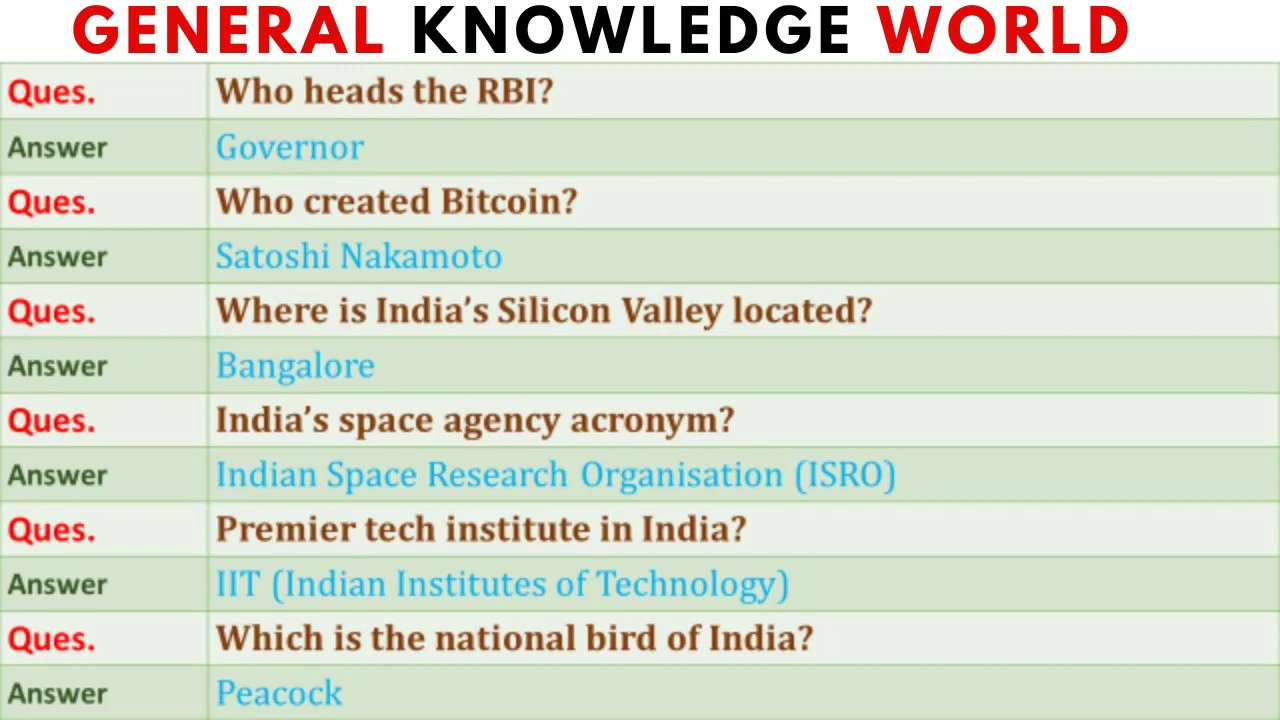 GENERAL KNOWLEDGE WORLD
Ques. Who heads the RBI?
Answer Governor
Ques. Who created Bitcoin?
Answer Satoshi Nakamoto
Ques. Where is India’s Silicon Valley located?
Answer Bangalore
Ques. India’s space agency acronym?
Answer Indian Space Research Organisation (ISRO)
Ques. Premier tech institute in India?
Answer IIT (Indian Institutes of Technology)
Ques. Which is the national bird of India?
Answer Peacock